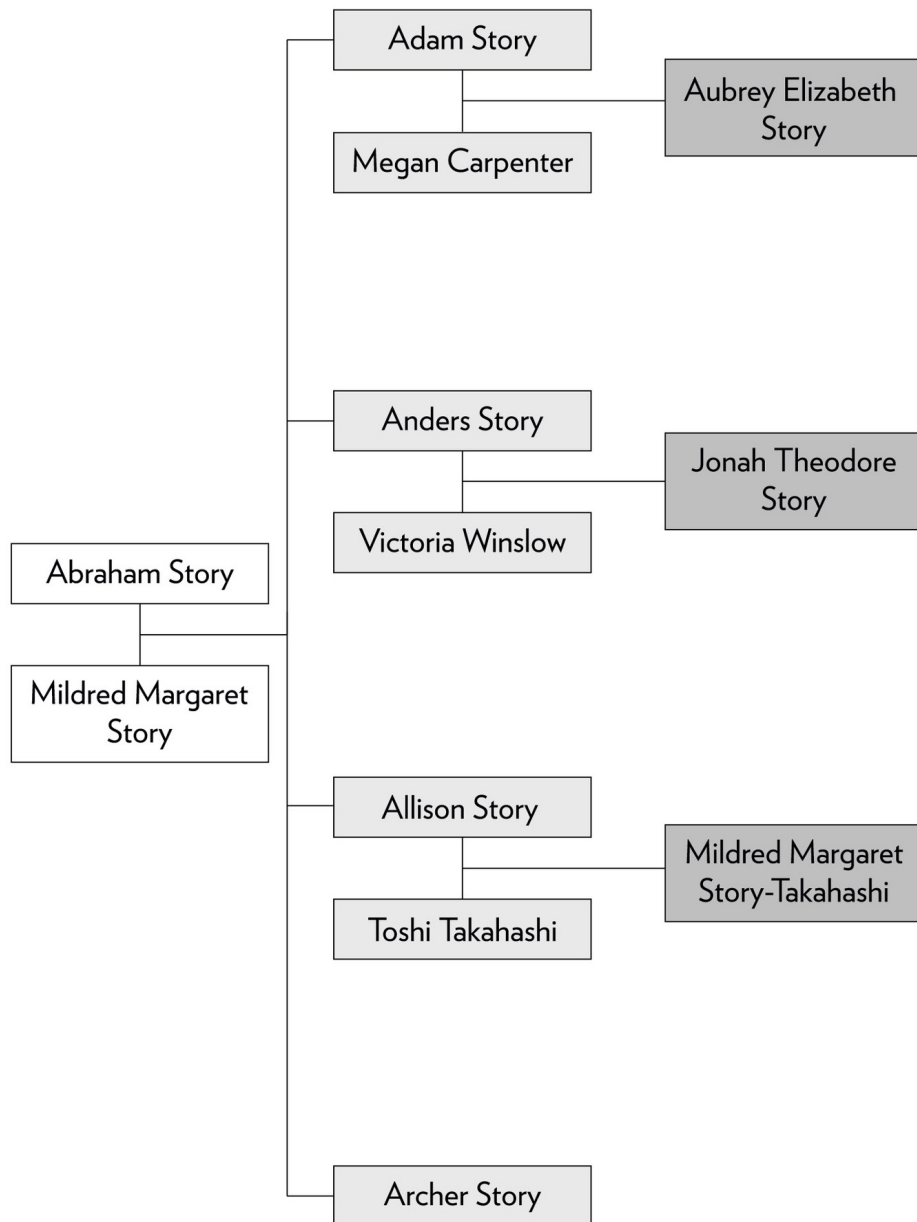 Adam Story
Aubrey Elizabeth
Story
Megan Carpenter
Anders Story
Jonah Theodore
Story
Victoria Winslow
Abraham Story
Mildred Margaret
Story
Allison Story
Mildred Margaret
Story-Takahashi
Toshi Takahashi
Archer Story